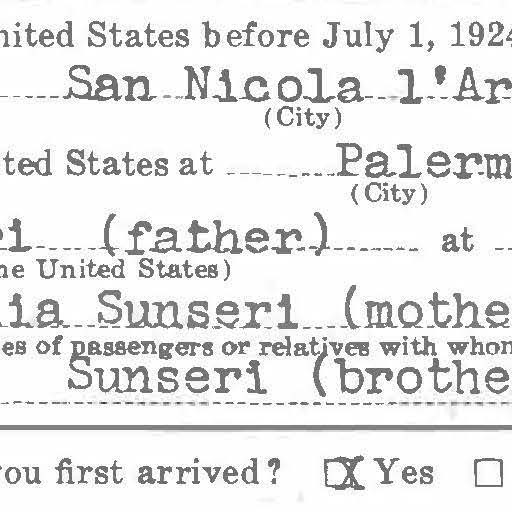 nited States before July 1, 1924
San Nicola l'Ar
(City)
ted States at Palerm
(City)
ri (father) at
he United States)
ia Sunseri (mothe
es of passengers or relatives with whom
Sunseri (brothe
ou first arrived? ☒ Yes ☐